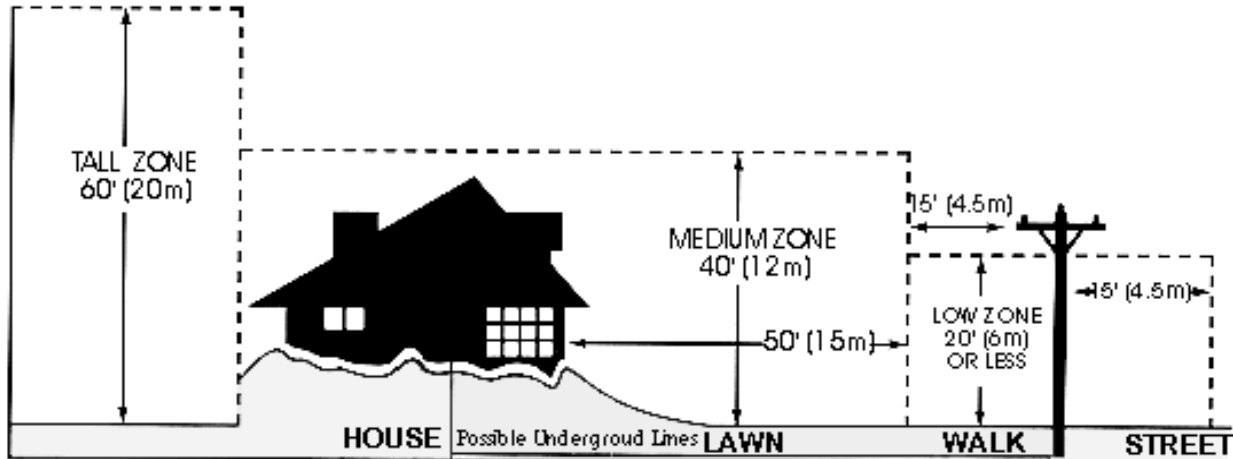 TALL ZONE
60' (20m)
MEDIUM ZONE
40' (12m)
15' (4.5m)
15' (4.5m)
LOW ZONE
20' (6m)
OR LESS
50' (15m)
HOUSE
Possible Undergroud Lines
LAWN
WALK
STREET